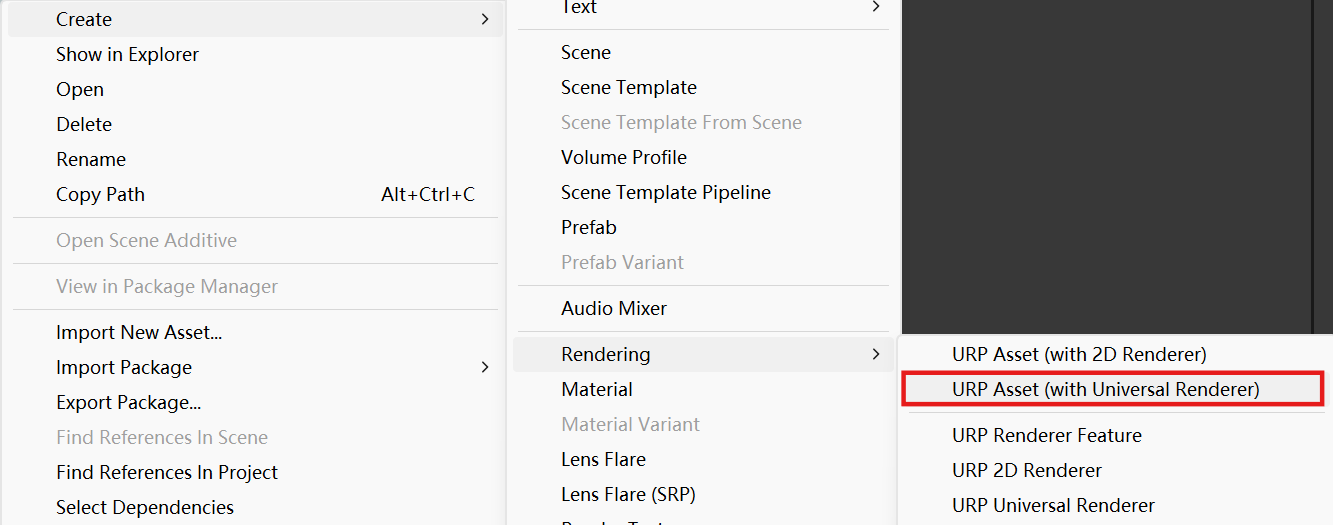 Create
Show in Explorer
Open
Delete
Rename
Copy Path Alt+Ctrl+C
Open Scene Additive
View in Package Manager
Import New Asset...
Import Package
Export Package...
Find References In Scene
Find References In Project
Select Dependencies
Text
Scene
Scene Template
Scene Template From Scene
Volume Profile
Scene Template Pipeline
Prefab
Prefab Variant
Audio Mixer
Rendering
Material
Material Variant
Lens Flare
Lens Flare (SRP)
URP Asset (with 2D Renderer)
URP Asset (with Universal Renderer)
URP Renderer Feature
URP 2D Renderer
URP Universal Renderer